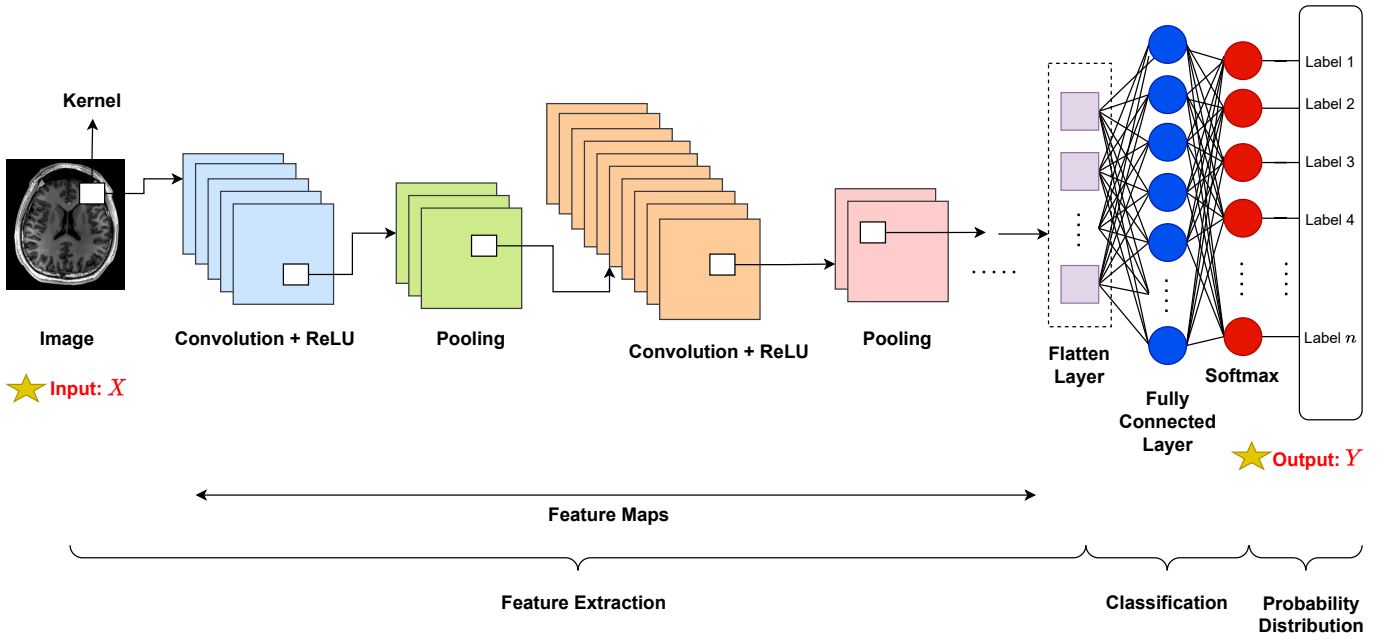 Kernel
Image
Input: X
Convolution + ReLU
Pooling
Convolution + ReLU
Pooling
.....
Flatten
Layer
Fully
Connected
Layer
Softmax
Label 1
Label 2
Label 3
Label 4
Label n
Output: Y
Feature Maps
Feature Extraction
Classification
Probability
Distribution